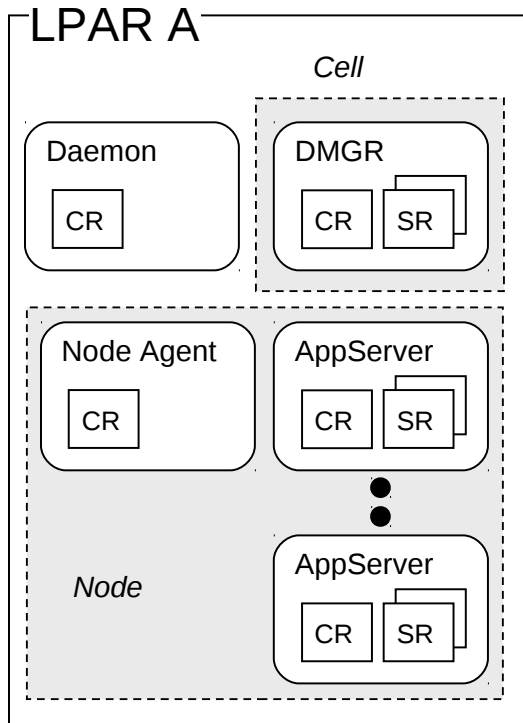 LPAR A
Cell
Daemon
CR
DMGR
CR SR
Node Agent
CR
AppServer
CR SR
Node
AppServer
CR SR